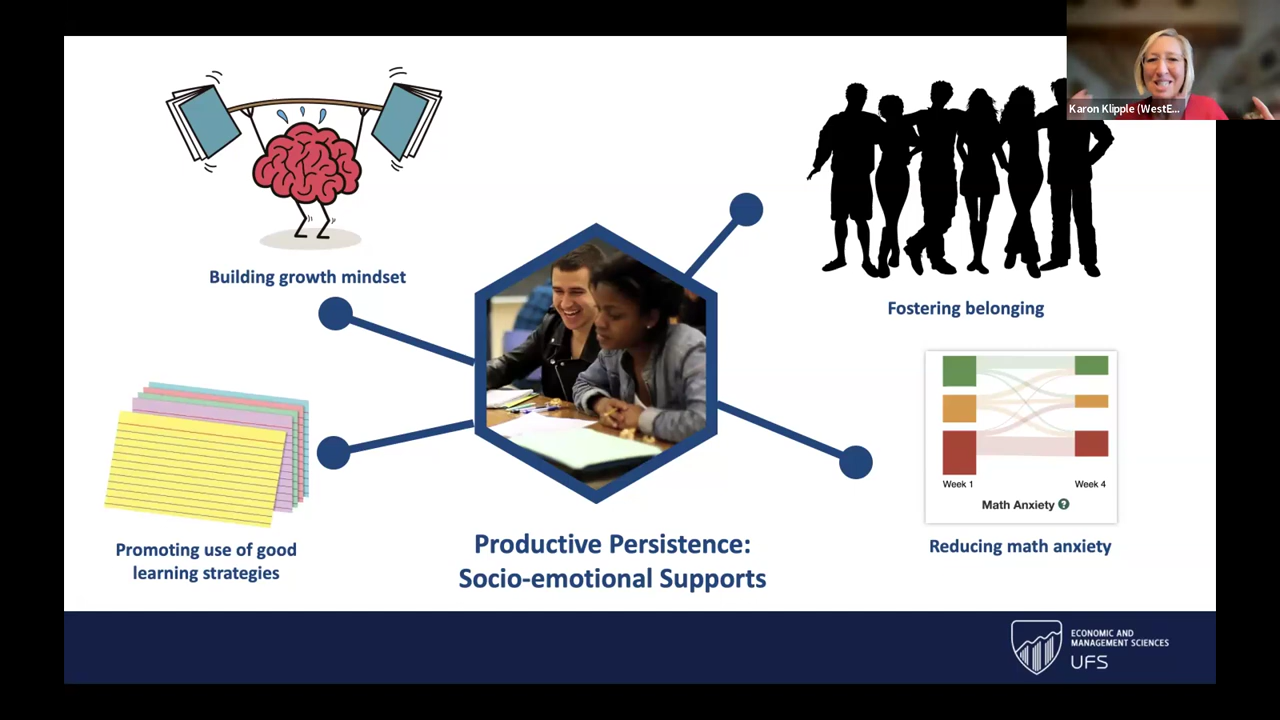 Karon Klipple (WestE...
Building growth mindset
Fostering belonging
Week 1
Week 4
Math Anxiety ?
Promoting use of good
learning strategies
Productive Persistence:
Socio-emotional Supports
Reducing math anxiety
ECONOMIC AND
MANAGEMENT SCIENCES
UFS